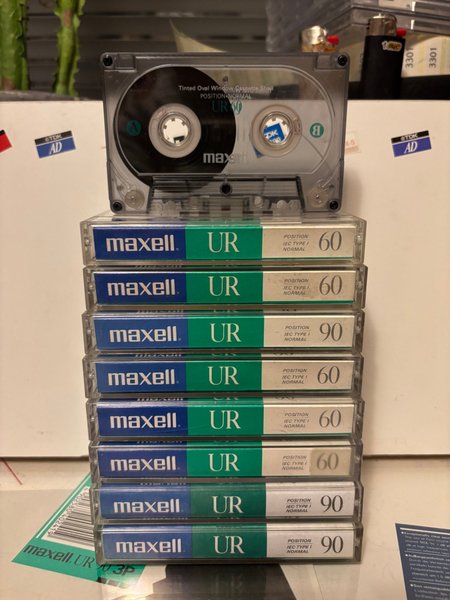 TDK
AD
Tinted Oval Window Cassette Shell
POSITION•NORMAL
UR 90
A
B
maxell
TDK
AD
BIC
3301
3301
maxell UR POSITION IEC TYPE I NORMAL 60
maxell UR POSITION IEC TYPE I NORMAL 60
maxell UR POSITION IEC TYPE I NORMAL 90
maxell UR POSITION IEC TYPE I NORMAL 60
maxell UR POSITION IEC TYPE I NORMAL 60
maxell UR POSITION IEC TYPE I NORMAL 60
maxell UR POSITION IEC TYPE I NORMAL 90
maxell UR POSITION IEC TYPE I NORMAL 90
maxell UR 90 3P